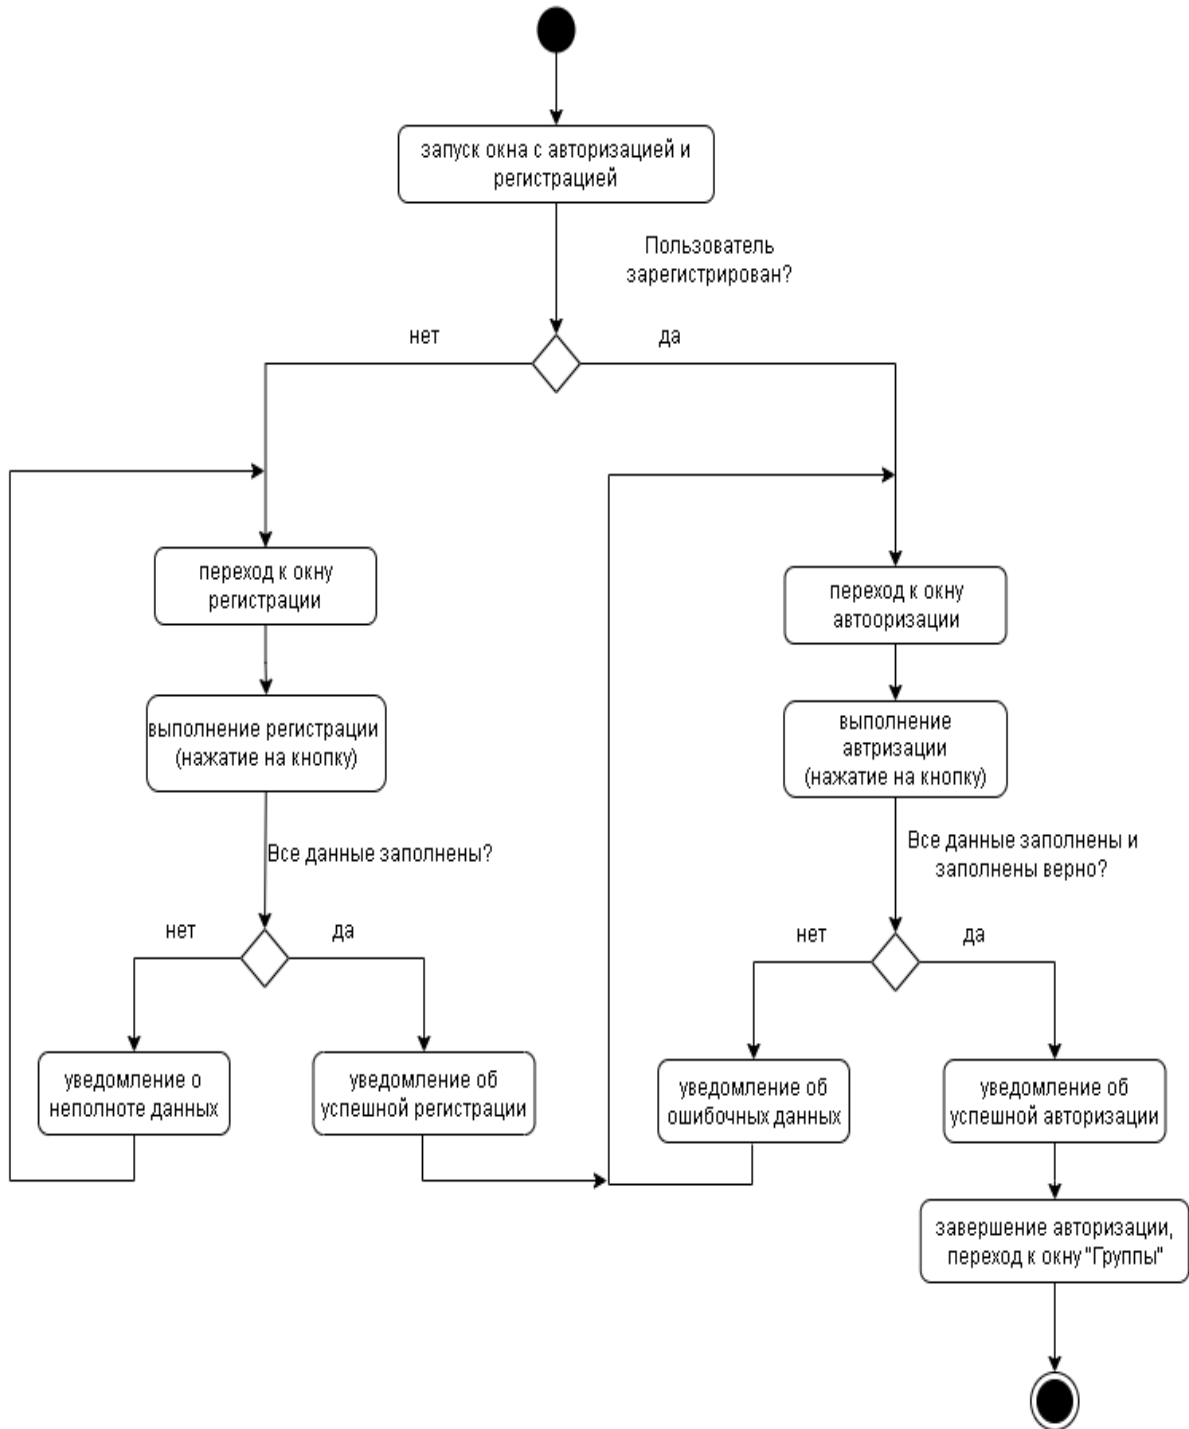 запуск окна с авторизацией и
регистрацией
Пользователь
зарегистрирован?
нет
да
переход к окну
регистрации
переход к окну
автооризации
выполнение регистрации
(нажатие на кнопку)
выполнение
автризации
(нажатие на кнопку)
Все данные заполнены?
Все данные заполнены и
заполнены верно?
нет
да
нет
да
уведомление о
неполноте данных
уведомление об
успешной регистрации
уведомление об
ошибочных данных
уведомление об
успешной авторизации
завершение авторизации,
переход к окну "Группы"